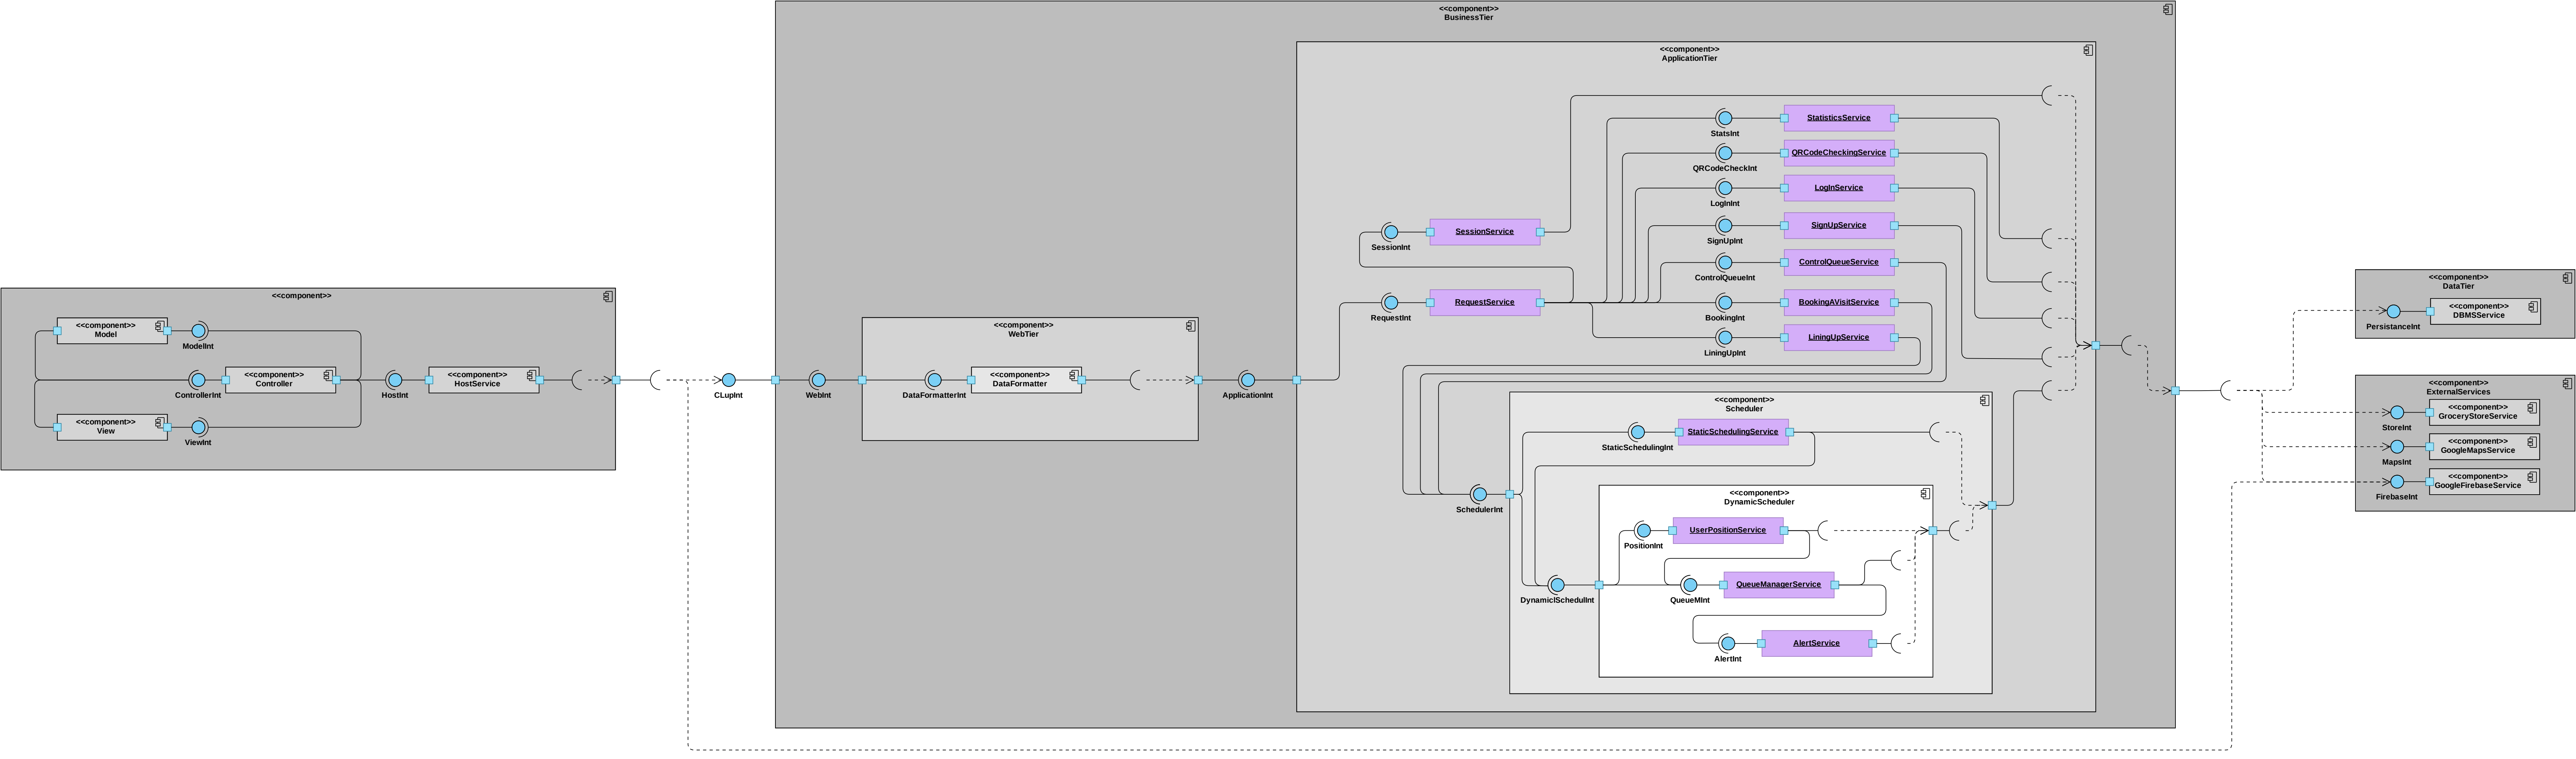 <<component>>
<<component>>
Model
ModelInt
<<component>>
Controller
ControllerInt
<<component>>
View
ViewInt
HostInt
<<component>>
HostService
CLupInt
<<component>>
BusinessTier
WebInt
<<component>>
WebTier
DataFormatterInt
<<component>>
DataFormatter
ApplicationInt
<<component>>
ApplicationTier
SessionInt
SessionService
RequestInt
RequestService
StatsInt
StatisticsService
QRCodeCheckInt
QRCodeCheckingService
LogInInt
LogInService
SignUpInt
SignUpService
ControlQueueInt
ControlQueueService
BookingInt
BookingAVisitService
LiningUpInt
LiningUpService
SchedulerInt
<<component>>
Scheduler
StaticSchedulingInt
StaticSchedulingService
DynamiclSchedulInt
<<component>>
DynamicScheduler
PositionInt
UserPositionService
QueueMInt
QueueManagerService
AlertInt
AlertService
<<component>>
DataTier
PersistanceInt
<<component>>
DBMSService
<<component>>
ExternalServices
StoreInt
<<component>>
GroceryStoreService
MapsInt
<<component>>
GoogleMapsService
FirebaseInt
<<component>>
GoogleFirebaseService